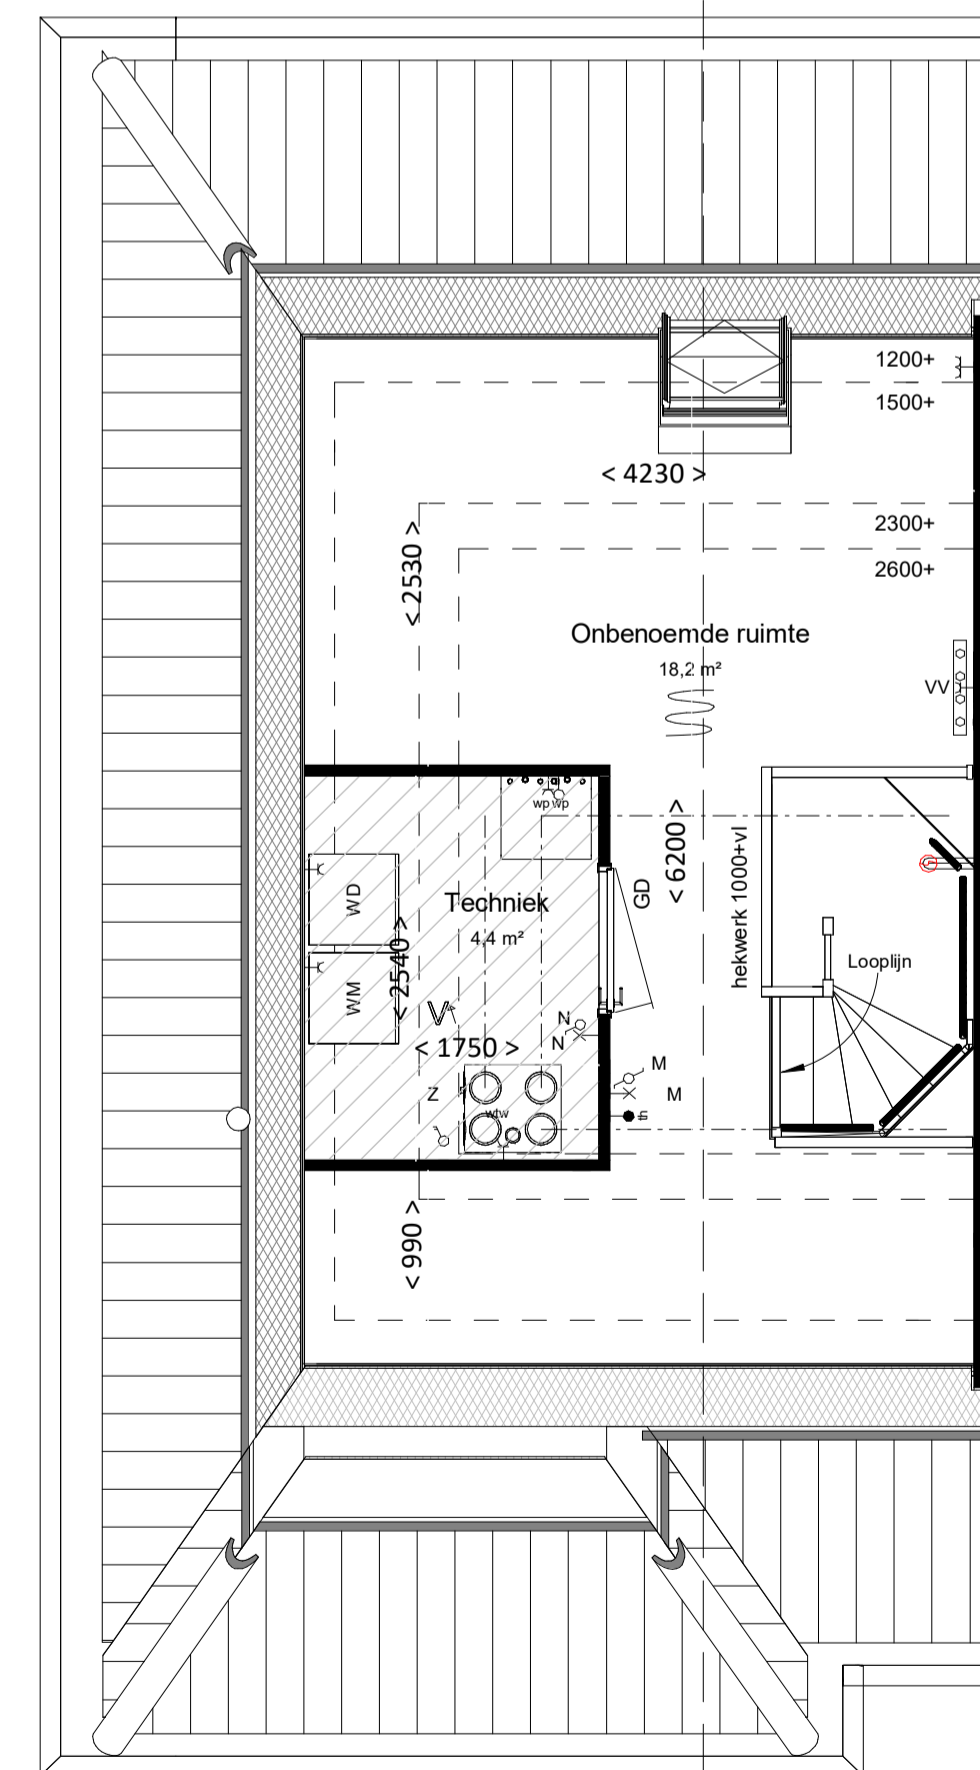 1200+
1500+
< 4230 >
2300+
< 2530 >
2600+
Onbenoemde ruimte
18,2 m²
VV
wp wp
< 6200 >
hekwerk 1000+vl
GD
WD
Techniek
4,4 m²
< 2540 >
Looplijn
WM
V
N
N
< 1750 >
M
Z
M
wtw
< 990 >